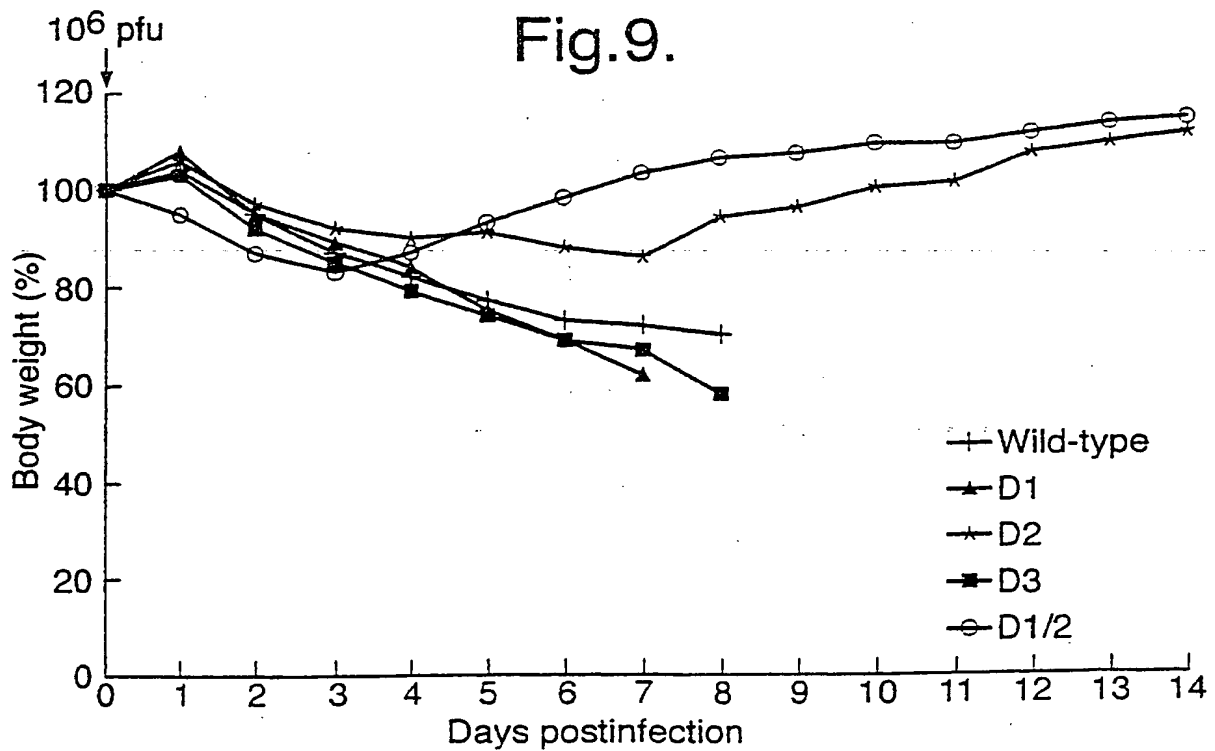 10⁶ pfu
Fig.9.
120
100
80
60
40
20
0
Body weight (%)
Wild-type
D1
D2
D3
D1/2
0 1 2 3 4 5 6 7 8 9 10 11 12 13 14
Days postinfection